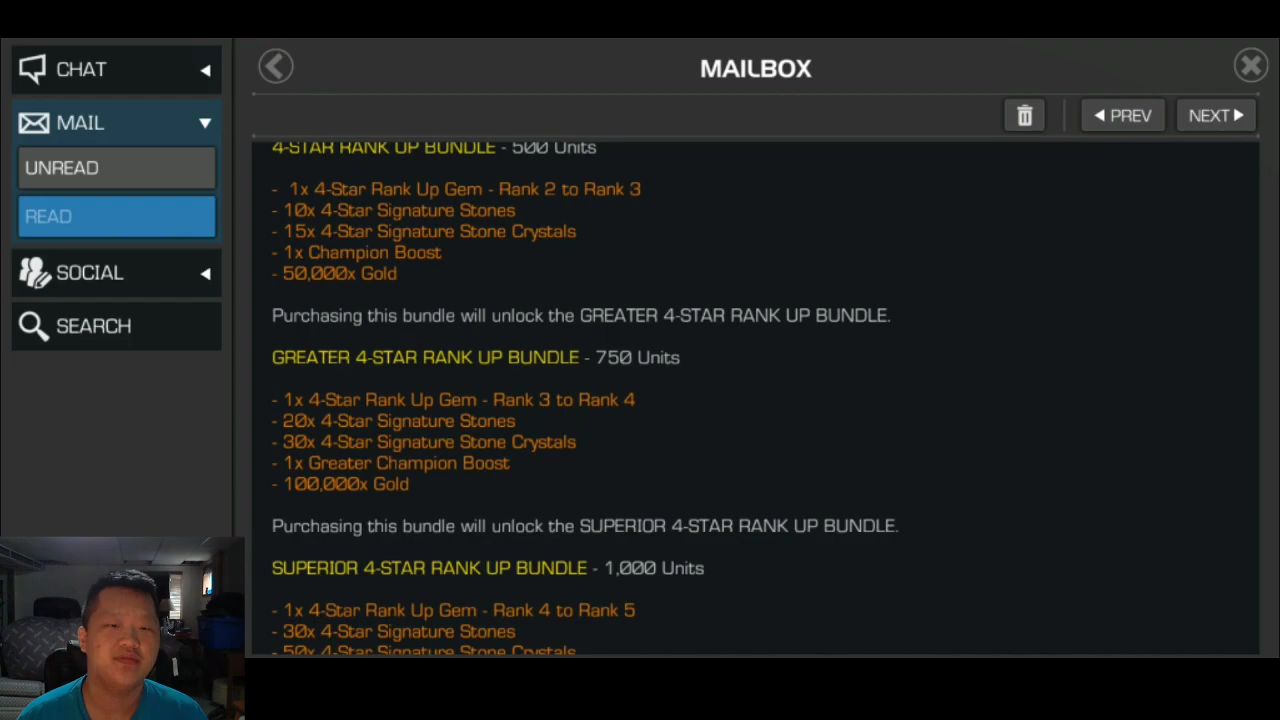 CHAT
MAILBOX
MAIL
PREV
NEXT
UNREAD
READ
SOCIAL
SEARCH
4-STAR RANK UP BUNDLE - 500 Units
- 1x 4-Star Rank Up Gem - Rank 2 to Rank 3
- 10x 4-Star Signature Stones
- 15x 4-Star Signature Stone Crystals
- 1x Champion Boost
- 50,000x Gold
Purchasing this bundle will unlock the GREATER 4-STAR RANK UP BUNDLE.
GREATER 4-STAR RANK UP BUNDLE - 750 Units
- 1x 4-Star Rank Up Gem - Rank 3 to Rank 4
- 20x 4-Star Signature Stones
- 30x 4-Star Signature Stone Crystals
- 1x Greater Champion Boost
- 100,000x Gold
Purchasing this bundle will unlock the SUPERIOR 4-STAR RANK UP BUNDLE.
SUPERIOR 4-STAR RANK UP BUNDLE - 1,000 Units
- 1x 4-Star Rank Up Gem - Rank 4 to Rank 5
- 30x 4-Star Signature Stones
- 50x 4-Star Signature Stone Crystals